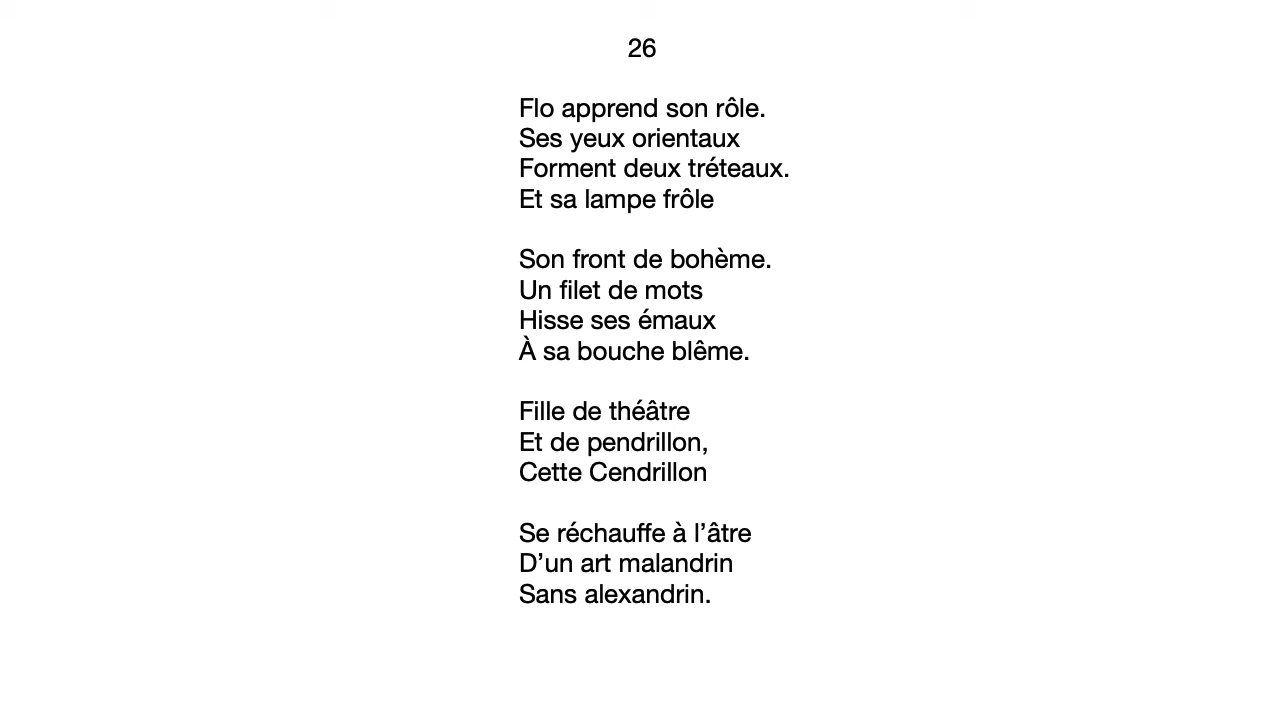 26
Flo apprend son rôle.
Ses yeux orientaux
Forment deux tréteaux.
Et sa lampe frôle
Son front de bohème.
Un filet de mots
Hisse ses émaux
À sa bouche blême.
Fille de théâtre
Et de pendrillon,
Cette Cendrillon
Se réchauffe à l’âtre
D’un art malandrin
Sans alexandrin.